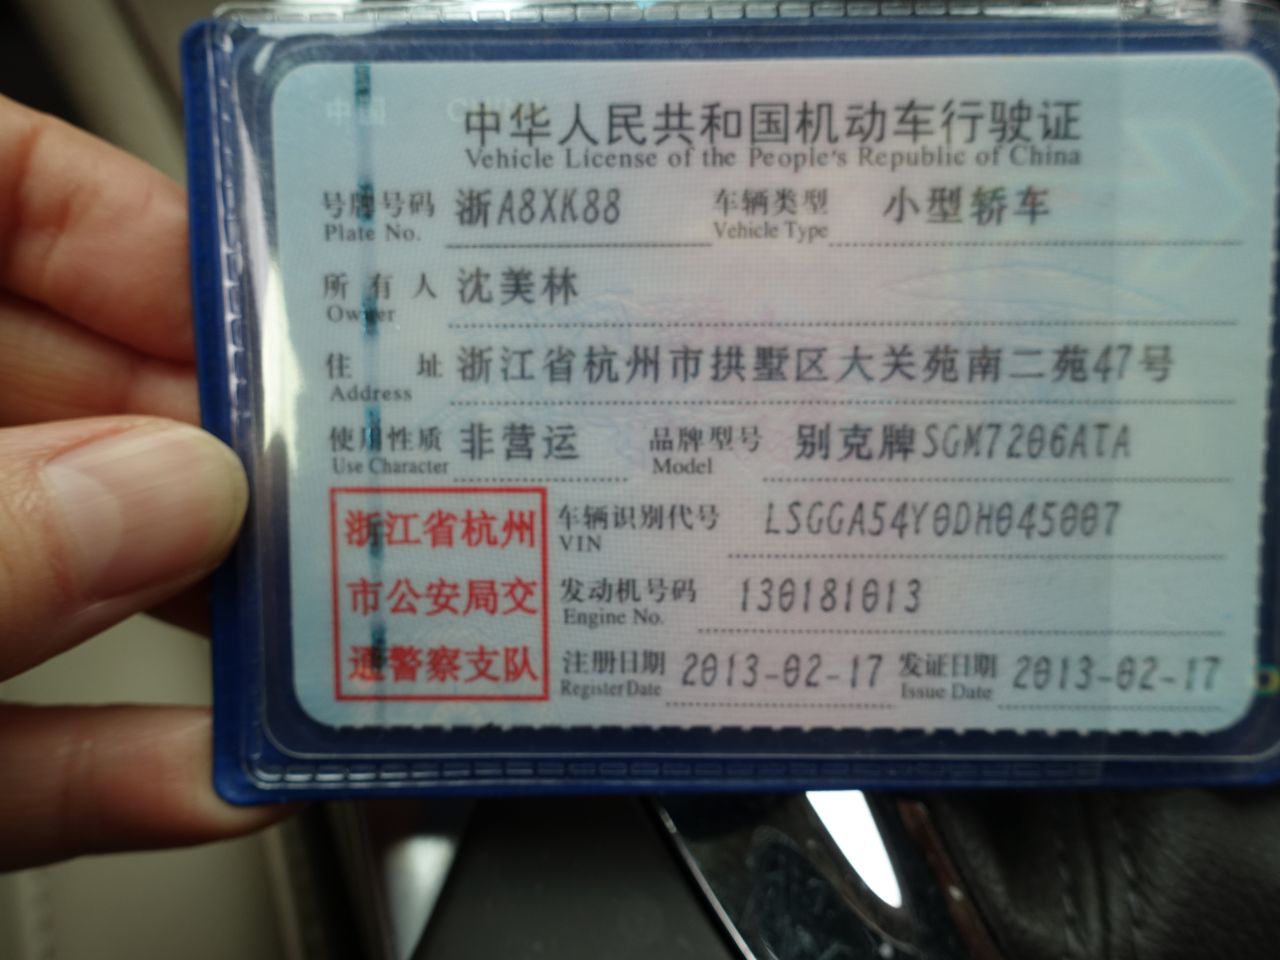 中国 CHINA
中华人民共和国机动车行驶证
Vehicle License of the People's Republic of China
号牌号码 浙A8XK88 车辆类型 小型轿车
Plate No. Vehicle Type
所有人 沈美林
Owner
住址 浙江省杭州市拱墅区大关苑南二苑47号
Address
使用性质 非营运 品牌型号 别克牌SGM7206ATA
Use Character Model
浙江省杭州
市公安局交
通警察支队
车辆识别代号 LSGGA54Y0DH045007
VIN
发动机号码 130181013
Engine No.
注册日期 2013-02-17 发证日期 2013-02-17
Register Date Issue Date